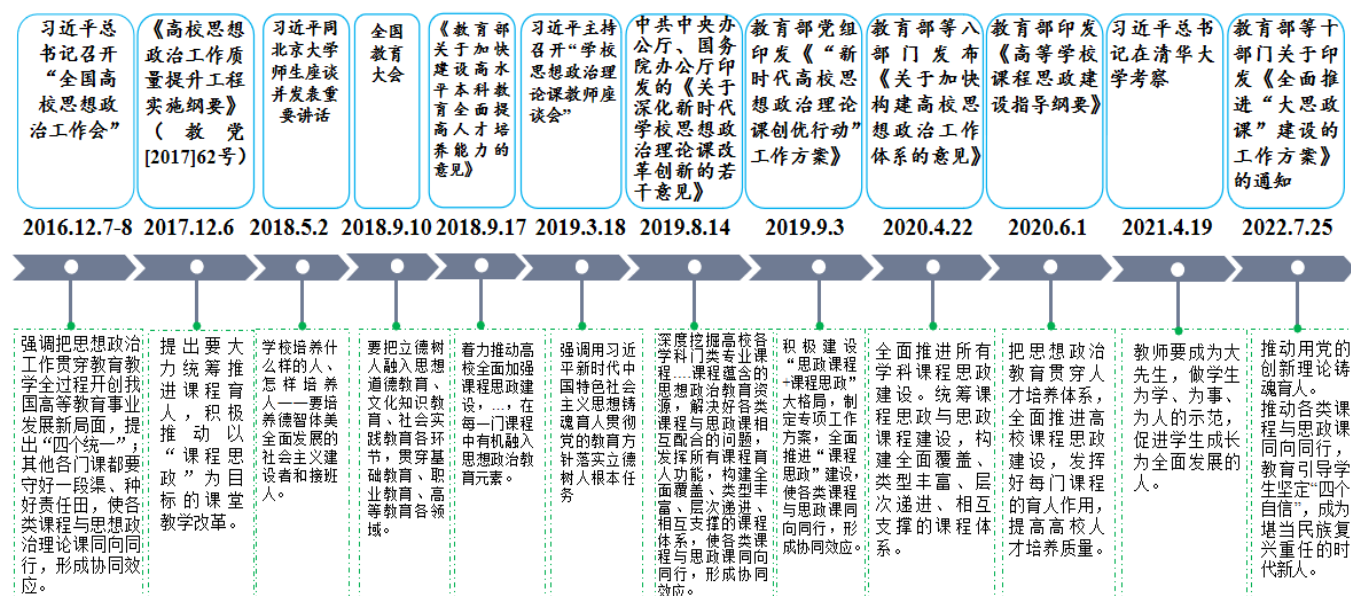 习近平总
书记召开
“全国高
校思想政
治工作会”
《高校思想
政治工作质
量提升工程
实施纲要》
（教党
[2017]62号）
习近平同
北京大学
师生座谈
并发表重
要讲话
全国
教育
大会
《教育部
关于加快
建设高水
平本科教
育全面提
高人才培
养能力的
意见》
习近平主持
召开“学校
思想政治理
论课教师座
谈会”
中共中央办
公厅、国务
院办公厅印
发的《关于
深化新时代
学校思想政
治理论课改
革创新的若
干意见》
教育部党组
印发《“新
时代高校思
想政治理论
课创优行动”
工作方案》
教育部等八
部门发布
《关于加快
构建高校思
想政治工作
体系的意见》
教育部印发
《高等学校
课程思政建
设指导纲要》
习近平总书
记在清华大
学考察
教育部等十
部门关于印
发《全面推
进“大思政
课”建设的
工作方案》
的通知
2016.12.7-8
2017.12.6
2018.5.2
2018.9.10
2018.9.17
2019.3.18
2019.8.14
2019.9.3
2020.4.22
2020.6.1
2021.4.19
2022.7.25
强调把思想政治
工作贯穿教育教
学全过程开创我
国高等教育事业
发展新局面，提
出“四个统一”；
其他各门课都要
守好一段渠、种
好责任田，使各
类课程与思想政
治理论课同向同
行，形成协同效
应。
提出要大
力统筹推
进课程育
人，积极
推动以
“课程思
政”为目
标的课堂
教学改革。
学校培养什
么样的人、
怎样培养
人——要培
养德智体美
全面发展的
社会主义建
设者和接班
人。
要把立德树
人融入思想
道德教育、
文化知识教
育、社会实
践教育各环
节，贯穿基
础教育、职
业教育、高
等教育各领
域。
着力推动高
校全面加强
课程思政建
设，…，在
每一门课程
中有机融入
思想政治教
育元素。
强调用习近
平新时代中
国特色社会
主义思想铸
魂育人贯彻
党的教育方
针落实立德
树人根本任
务
深度挖掘高校各
学科门类专业课
程....课程蕴含的
思想政治教育资
源，解决好各类
课程与思政课相
互配合的问题，
发挥所有课程育
人功能，构建全
面覆盖、类型丰
富、层次递进、
相互支撑的课程
体系，使各类课
程与思政课同向
同行，形成协同
效应。
积极建设
“思政课程
+课程思政”
大格局，制
定专项工作
方案，全面
推进“课程
思政”建设，
使各类课程
与思政课同
向同行，形
成协同效应。
全面推进所有
学科课程思政
建设。统筹课
程思政与思政
课程建设，构
建全面覆盖、
类型丰富、层
次递进、相互
支撑的课程体
系。
把思想政治
教育贯穿人
才培养体系，
全面推进高
校课程思政
建设，发挥
好每门课程
的育人作用，
提高高校人
才培养质量。
教师要成为大
先生，做学生
为学、为事、
为人的示范，
促进学生成长
为全面发展的
人。
推动用党的
创新理论铸
魂育人。
推动各类课
程与思政课
同向同行，
教育引导学
生坚定“四个
自信”，成为
堪当民族复
兴重任的时
代新人。